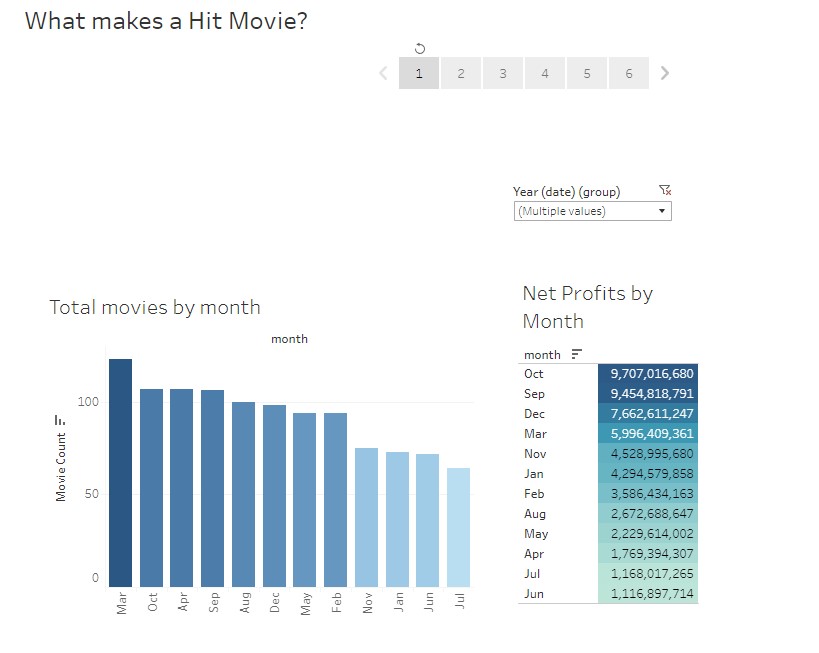 What makes a Hit Movie?
1 2 3 4 5 6
Year (date) (group)
(Multiple values)
Total movies by month
month
Movie Count
100
50
0
Mar Oct Apr Sep Aug Dec May Feb Nov Jan Jun Jul
Net Profits by
Month
month
Oct 9,707,016,680
Sep 9,454,818,791
Dec 7,662,611,247
Mar 5,996,409,361
Nov 4,528,995,680
Jan 4,294,579,858
Feb 3,586,434,163
Aug 2,672,688,647
May 2,229,614,002
Apr 1,769,394,307
Jul 1,168,017,265
Jun 1,116,897,714